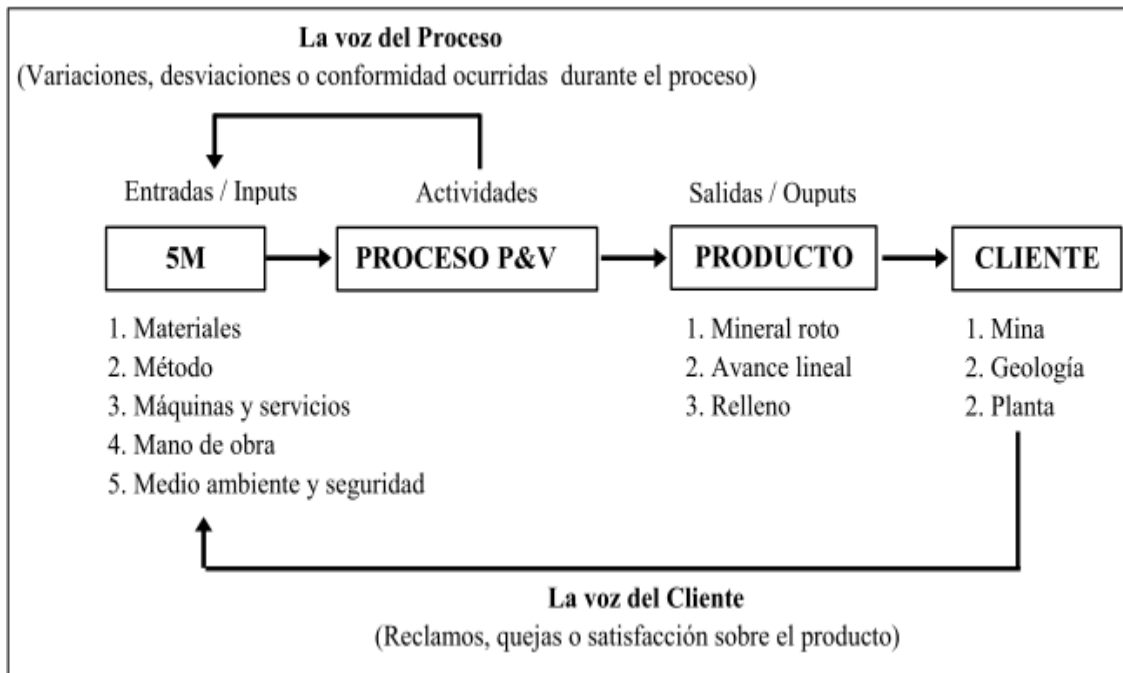 La voz del Proceso
(Variaciones, desviaciones o conformidad ocurridas durante el proceso)
Entradas / Inputs
Actividades
Salidas / Ouputs
5M
PROCESO P&V
PRODUCTO
CLIENTE
1. Materiales
2. Método
3. Máquinas y servicios
4. Mano de obra
5. Medio ambiente y seguridad
1. Mineral roto
2. Avance lineal
3. Relleno
1. Mina
2. Geología
2. Planta
La voz del Cliente
(Reclamos, quejas o satisfacción sobre el producto)